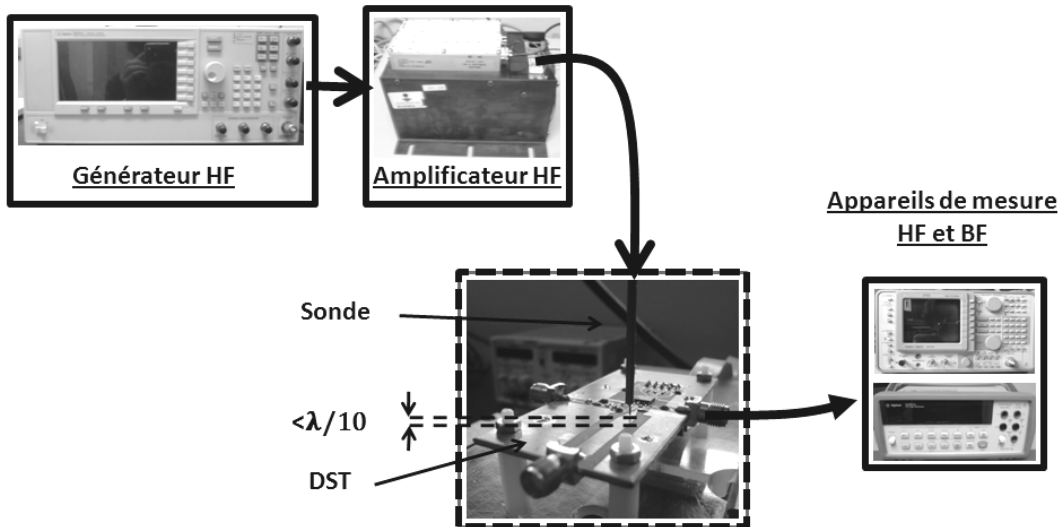 Générateur HF
Amplificateur HF
Appareils de mesure
HF et BF
Sonde
<λ/10
DST